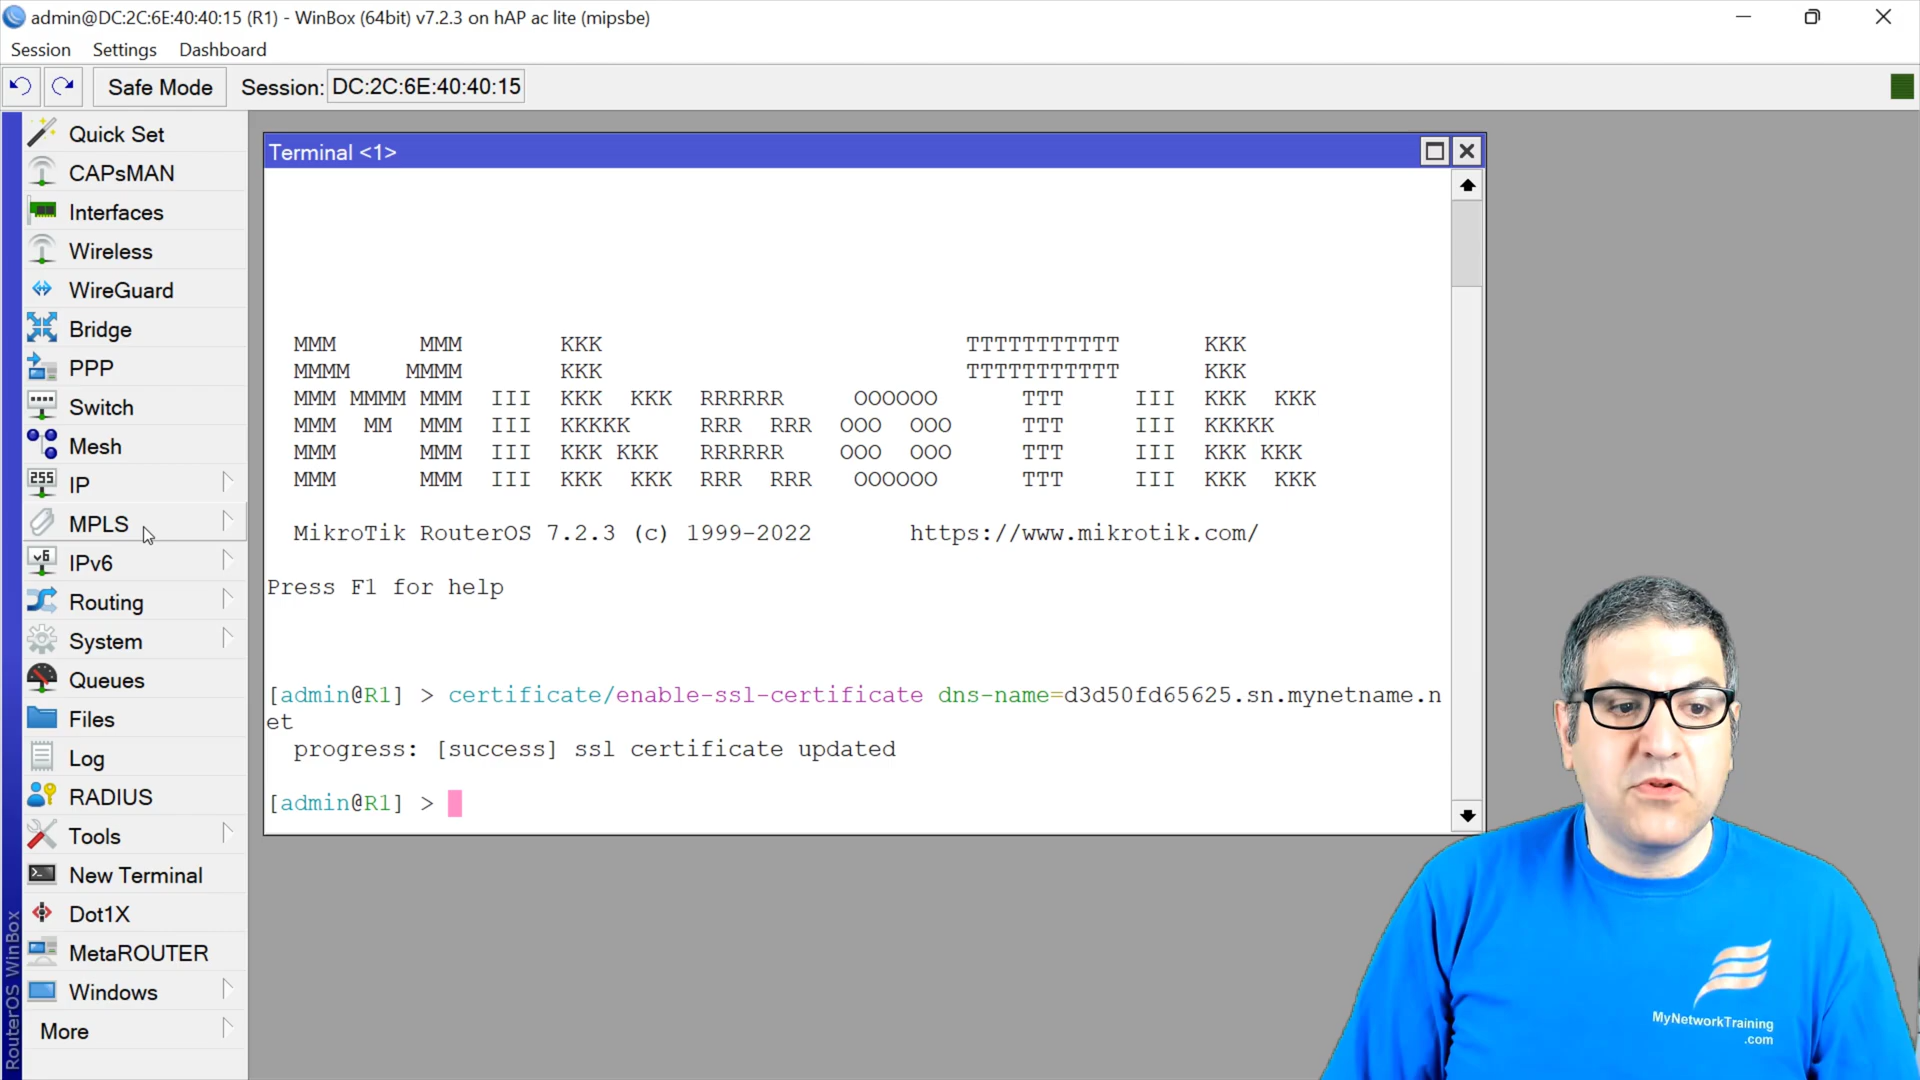 admin@DC:2C:6E:40:40:15 (R1) - WinBox (64bit) v7.2.3 on hAP ac lite (mipsbe)
Session Settings Dashboard
Safe Mode Session: DC:2C:6E:40:40:15
Quick Set
CAPsMAN
Interfaces
Wireless
WireGuard
Bridge
PPP
Switch
Mesh
255 IP
MPLS
v6 IPv6
Routing
System
Queues
Files
Log
RADIUS
Tools
New Terminal
Dot1X
MetaROUTER
Windows
More
RouterOS WinBox
Terminal <1>
MMM      MMM       KKK                          TTTTTTTTTTT      KKK
MMMM    MMMM       KKK                          TTTTTTTTTTT      KKK
MMM MMMM MMM  III  KKK  KKK  RRRRRR     OOOOOO      TTT     III  KKK  KKK
MMM  MM  MMM  III  KKKKK     RRR  RRR  OOO  OOO     TTT     III  KKKKK
MMM      MMM  III  KKK KKK   RRRRRR    OOO  OOO     TTT     III  KKK KKK
MMM      MMM  III  KKK  KKK  RRR  RRR   OOOOOO      TTT     III  KKK  KKK
MikroTik RouterOS 7.2.3 (c) 1999-2022       https://www.mikrotik.com/
Press F1 for help
[admin@R1] > certificate/enable-ssl-certificate dns-name=d3d50fd65625.sn.mynetname.n
et
progress: [success] ssl certificate updated
[admin@R1] >
MyNetworkTraining
.com